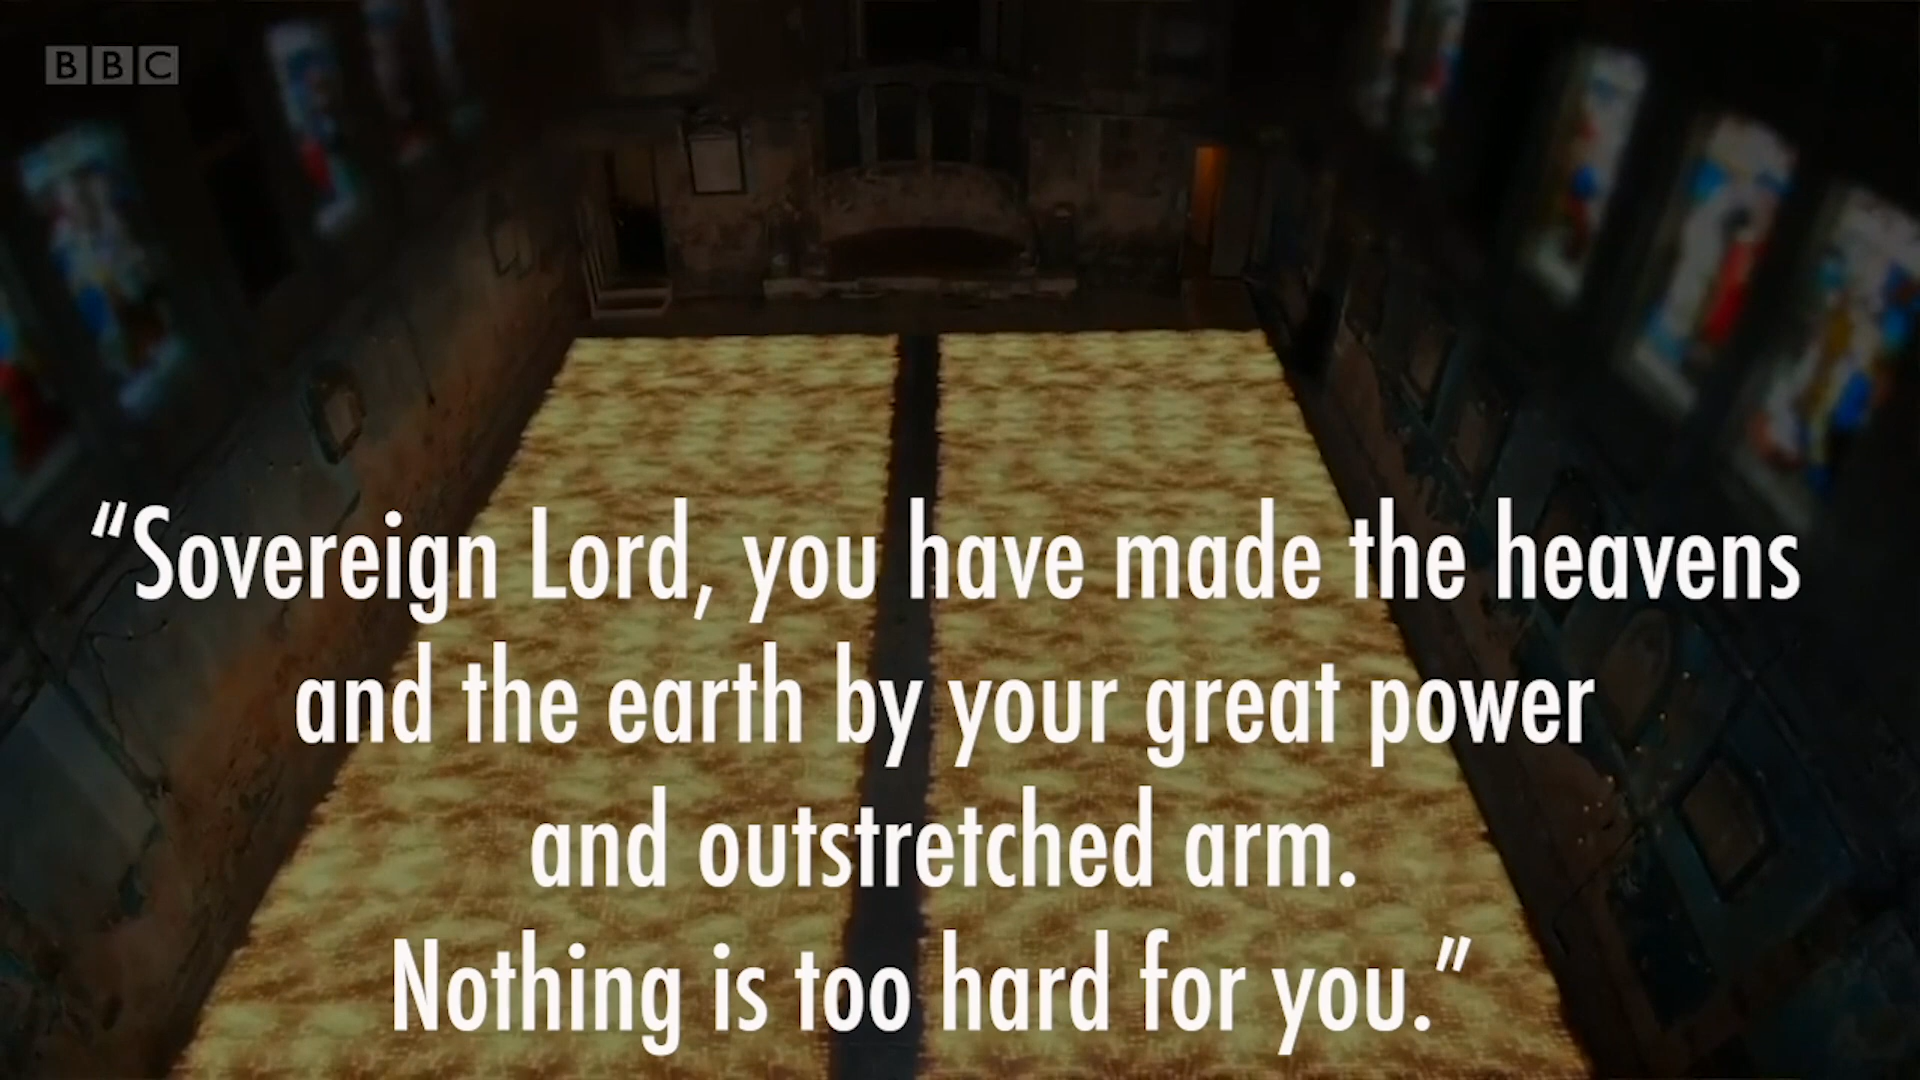 BBC
“Sovereign Lord, you have made the heavens
and the earth by your great power
and outstretched arm.
Nothing is too hard for you.”